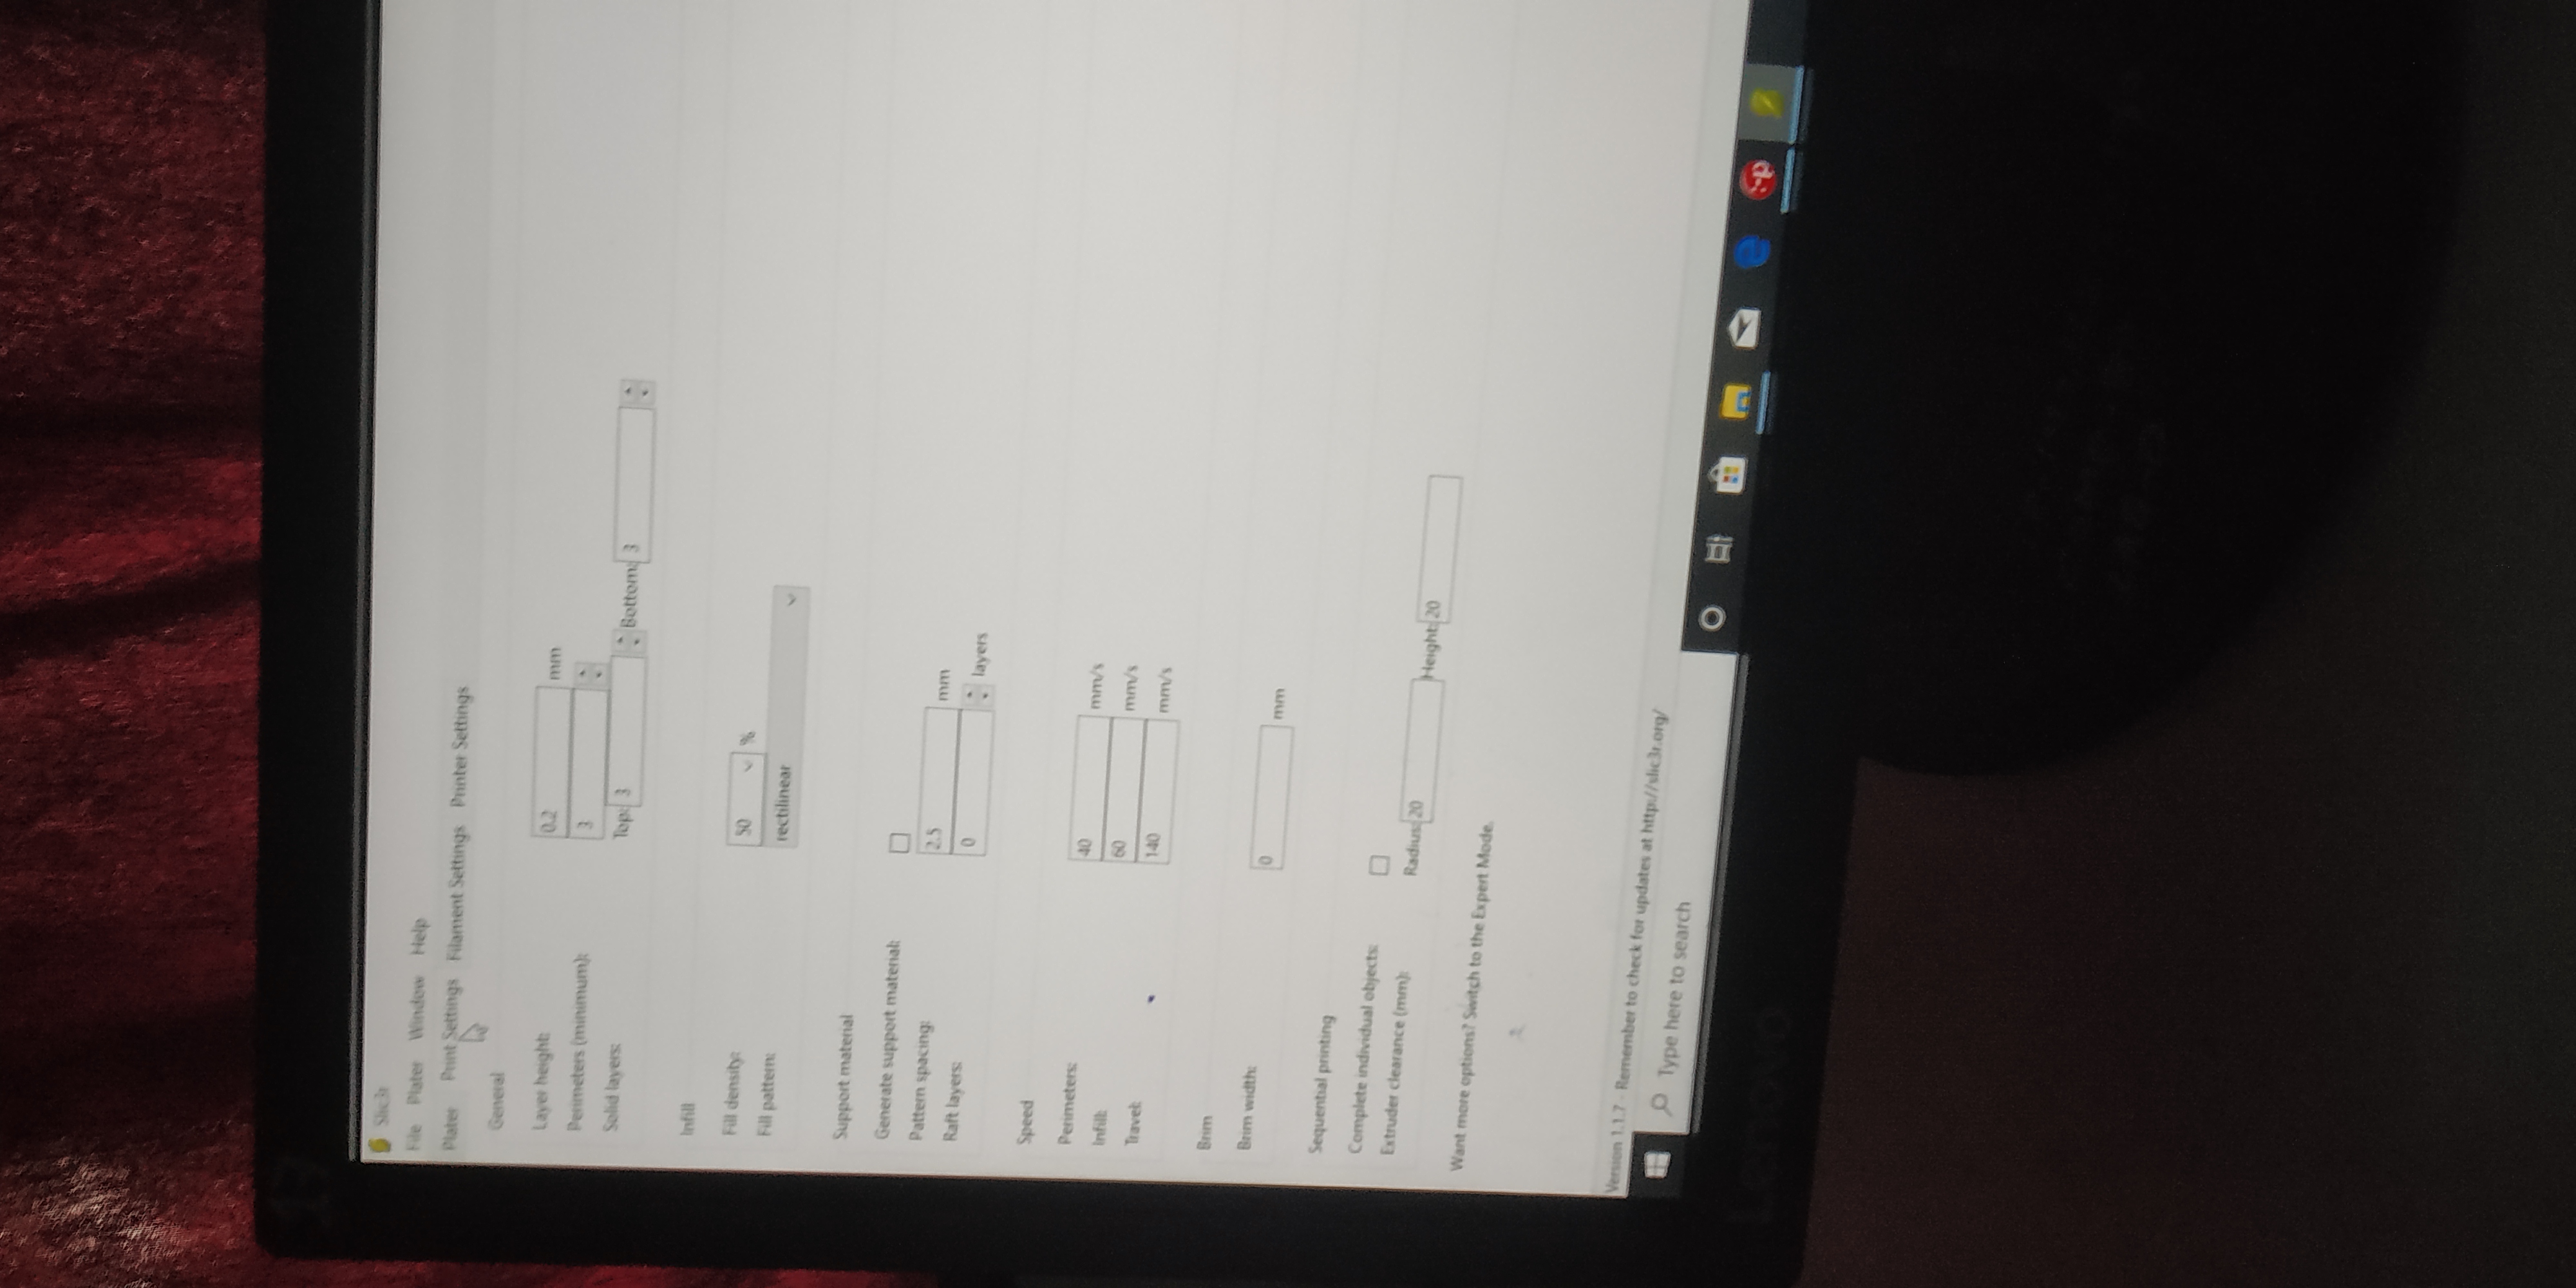 17
Slic3r
File Plater Window Help
Plater Print Settings Filament Settings Printer Settings
General
Layer height: 0.2 mm
Perimeters (minimum): 3
Solid layers: Top: 3 Bottom: 3
Infill
Fill density: 50 %
Fill pattern: rectilinear
Support material
Generate support material:
Pattern spacing: 2.5 mm
Raft layers: 0 layers
Speed
Perimeters: 40 mm/s
Infill: 60 mm/s
Travel: 140 mm/s
Brim
Brim width: 0 mm
Sequential printing
Complete individual objects:
Extruder clearance (mm): Radius: 20 Height: 20
Want more options? Switch to the Expert Mode.
Version 1.1.7 - Remember to check for updates at http://slic3r.org/
Type here to search
Lenovo